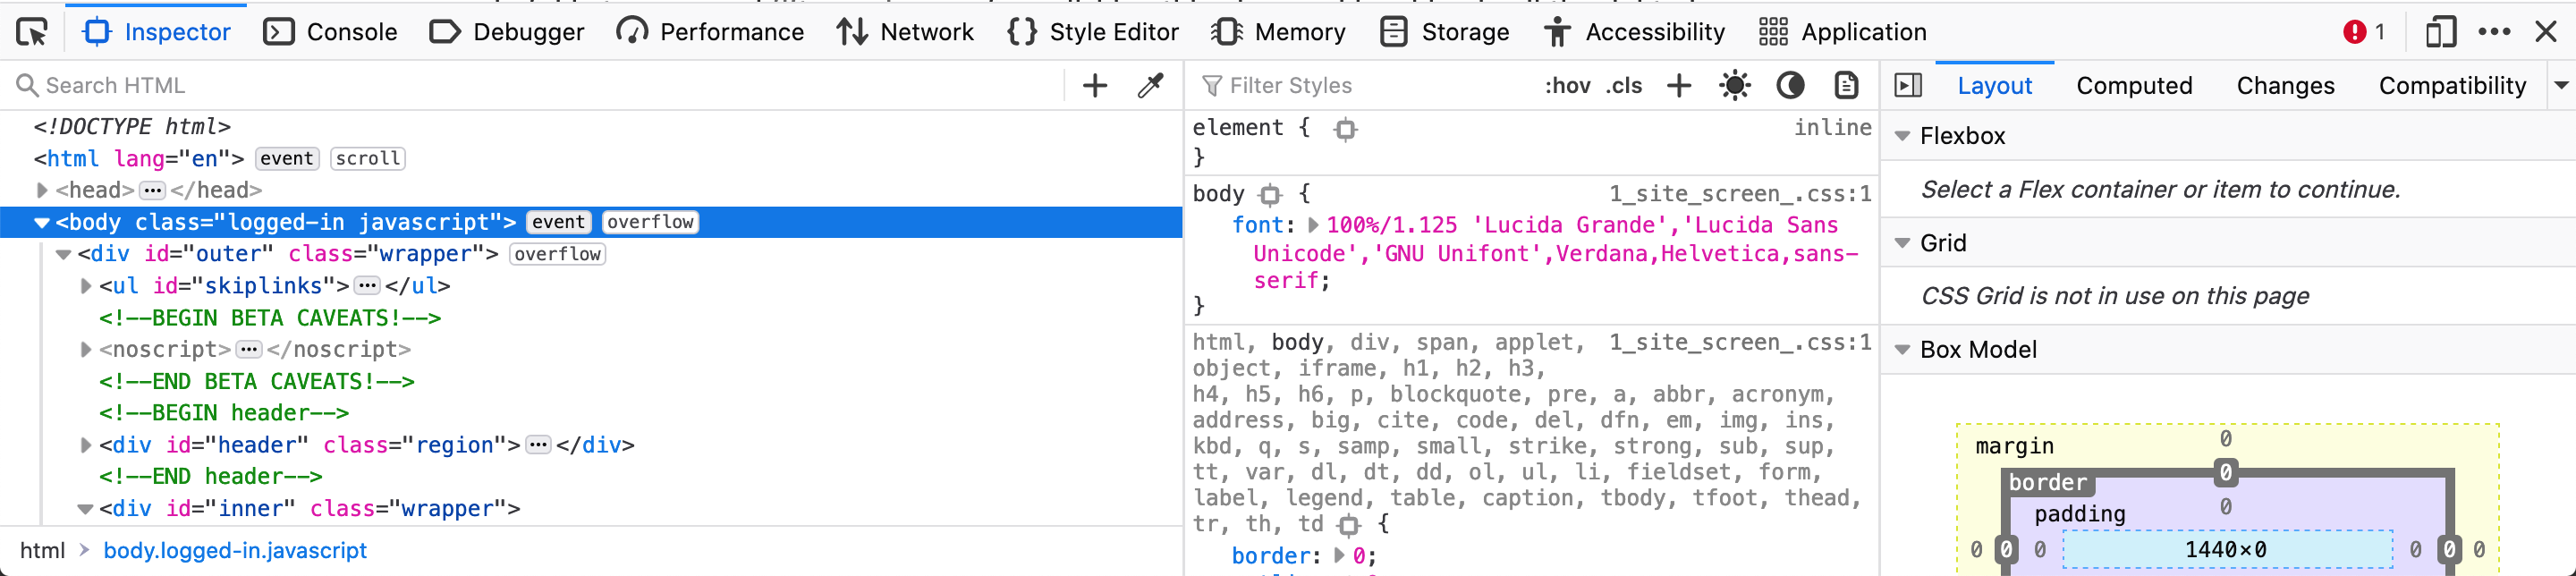 Inspector Console Debugger Performance Network Style Editor Memory Storage Accessibility Application 1
Search HTML
<!DOCTYPE html>
<html lang="en"> event scroll
<head> ••• </head>
<body class="logged-in javascript"> event overflow
<div id="outer" class="wrapper"> overflow
<ul id="skiplinks"> ••• </ul>
<!--BEGIN BETA CAVEATS!-->
<noscript> ••• </noscript>
<!--END BETA CAVEATS!-->
<!--BEGIN header-->
<div id="header" class="region"> ••• </div>
<!--END header-->
<div id="inner" class="wrapper">
html > body.logged-in.javascript
Filter Styles :hov .cls
element { inline
}
body { 1_site_screen_.css:1
font: 100%/1.125 'Lucida Grande','Lucida Sans
Unicode','GNU Unifont',Verdana,Helvetica,sans-
serif;
}
html, body, div, span, applet, 1_site_screen_.css:1
object, iframe, h1, h2, h3,
h4, h5, h6, p, blockquote, pre, a, abbr, acronym,
address, big, cite, code, del, dfn, em, img, ins,
kbd, q, s, samp, small, strike, strong, sub, sup,
tt, var, dl, dt, dd, ol, ul, li, fieldset, form,
label, legend, table, caption, tbody, tfoot, thead,
tr, th, td {
border: 0;
Layout Computed Changes Compatibility
Flexbox
Select a Flex container or item to continue.
Grid
CSS Grid is not in use on this page
Box Model
margin 0
border 0
padding 0
0 0 0 1440×0 0 0 0